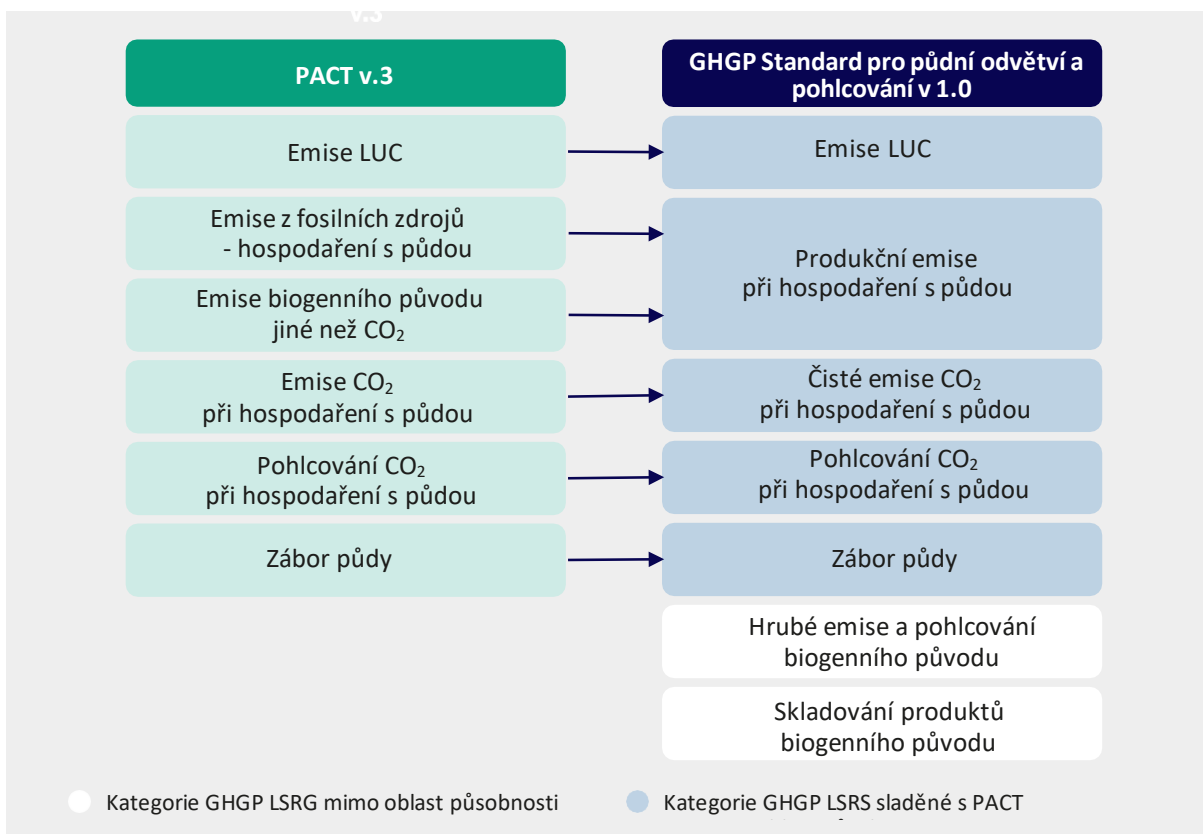 v.3
PACT v.3
GHGP Standard pro půdní odvětví a
pohlcování v 1.0
Emise LUC
Emise LUC
Emise z fosilních zdrojů
- hospodaření s půdou
Emise biogenního původu
jiné než CO₂
Produkční emise
při hospodaření s půdou
Emise CO₂
při hospodaření s půdou
Čisté emise CO₂
při hospodaření s půdou
Pohlcování CO₂
při hospodaření s půdou
Pohlcování CO₂
při hospodaření s půdou
Zábor půdy
Zábor půdy
Hrubé emise a pohlcování
biogenního původu
Skladování produktů
biogenního původu
Kategorie GHGP LSRG mimo oblast působnosti
Kategorie GHGP LSRS sladěné s PACT